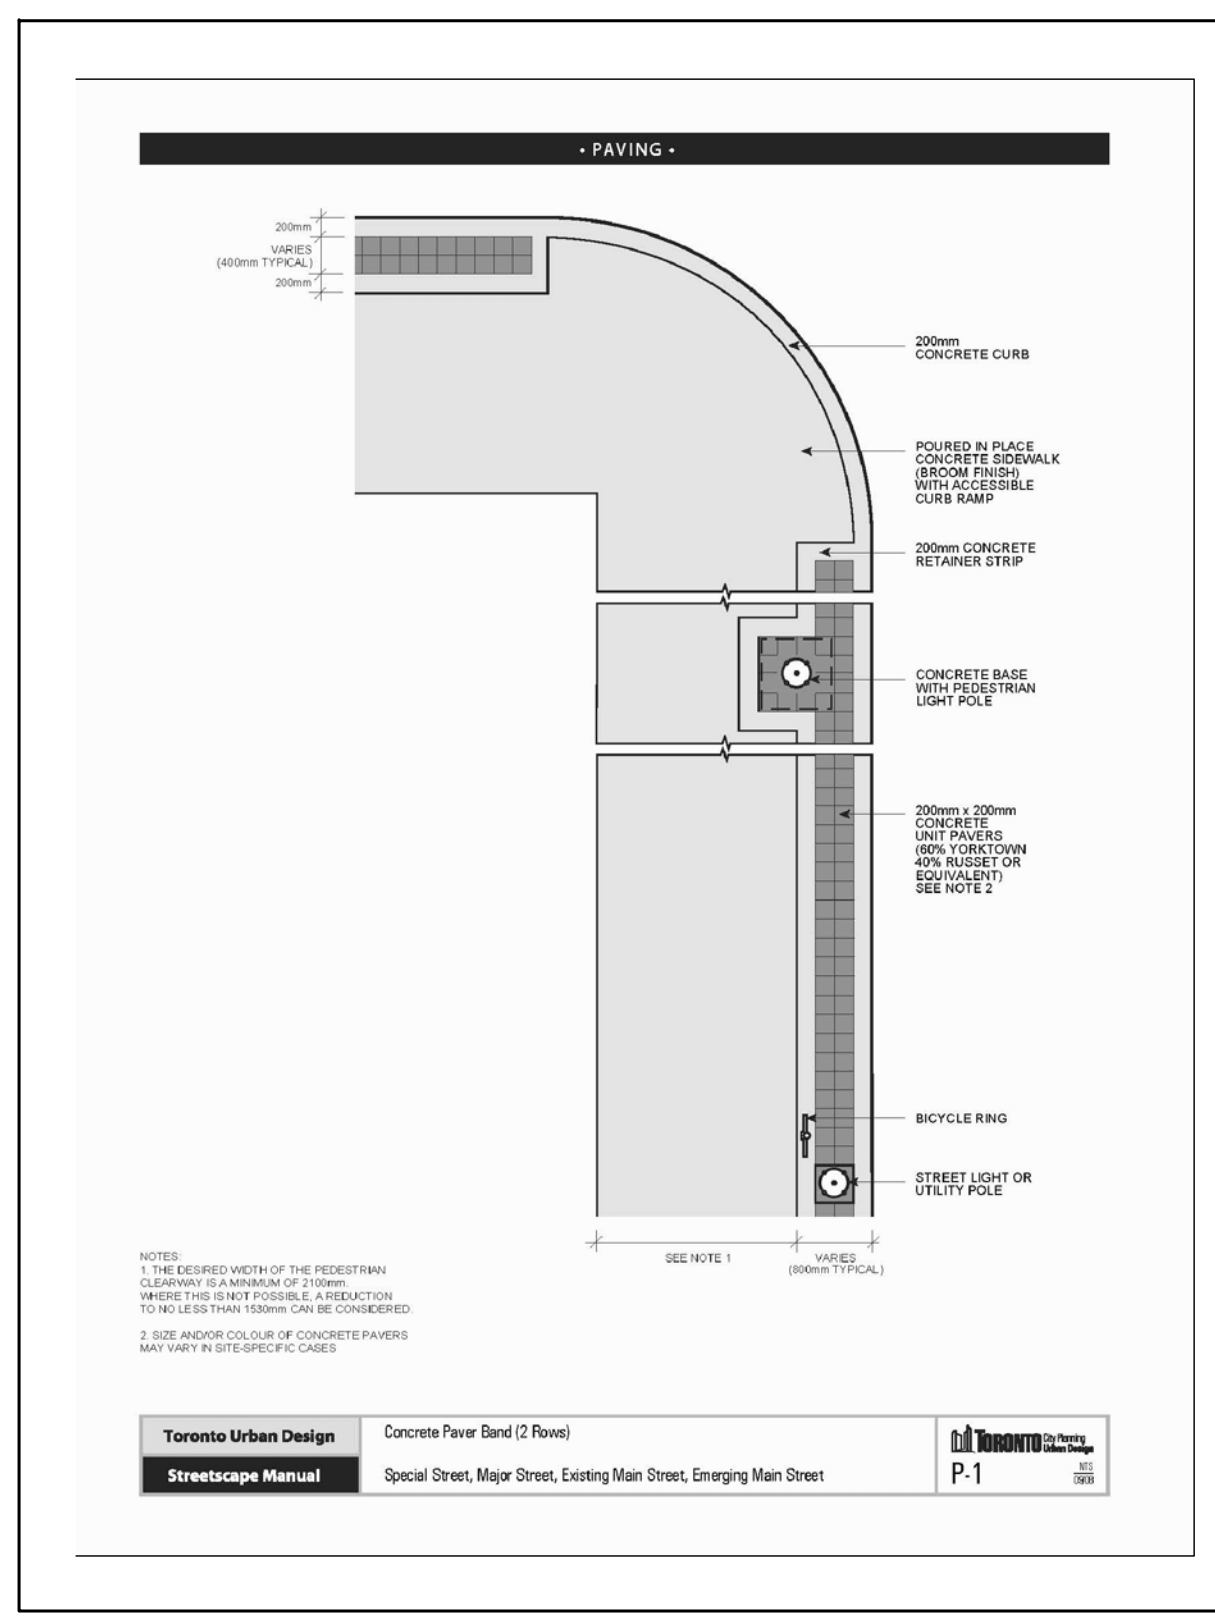 • PAVING •
200mm
VARIES
(400mm TYPICAL)
200mm
200mm
CONCRETE CURB
POURED IN PLACE
CONCRETE SIDEWALK
(BROOM FINISH)
WITH ACCESSIBLE
CURB RAMP
200mm CONCRETE
RETAINER STRIP
CONCRETE BASE
WITH PEDESTRIAN
LIGHT POLE
200mm x 200mm
CONCRETE
UNIT PAVERS
(60% YORKTOWN
40% RUSSET OR
EQUIVALENT)
SEE NOTE 2
BICYCLE RING
STREET LIGHT OR
UTILITY POLE
SEE NOTE 1
VARIES
(800mm TYPICAL)
NOTES:
1. THE DESIRED WIDTH OF THE PEDESTRIAN
CLEARWAY IS A MINIMUM OF 2100mm.
WHERE THIS IS NOT POSSIBLE, A REDUCTION
TO NO LESS THAN 1530mm CAN BE CONSIDERED.
2. SIZE AND/OR COLOUR OF CONCRETE PAVERS
MAY VARY IN SITE-SPECIFIC CASES
Toronto Urban Design
Streetscape Manual
Concrete Paver Band (2 Rows)
Special Street, Major Street, Existing Main Street, Emerging Main Street
TORONTO City Planning
Urban Design
P-1
NTS
09/08